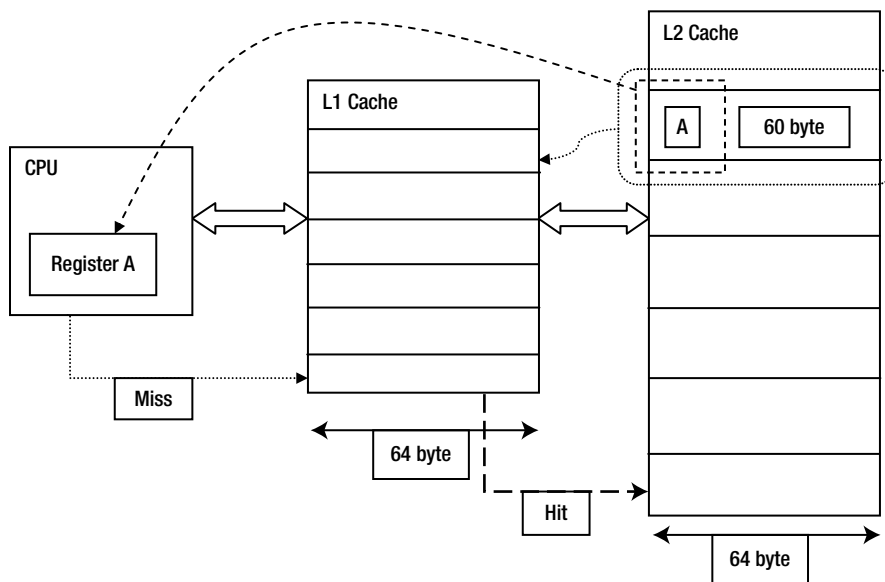 L2 Cache
L1 Cache
A
60 byte
CPU
Register A
Miss
64 byte
Hit
64 byte